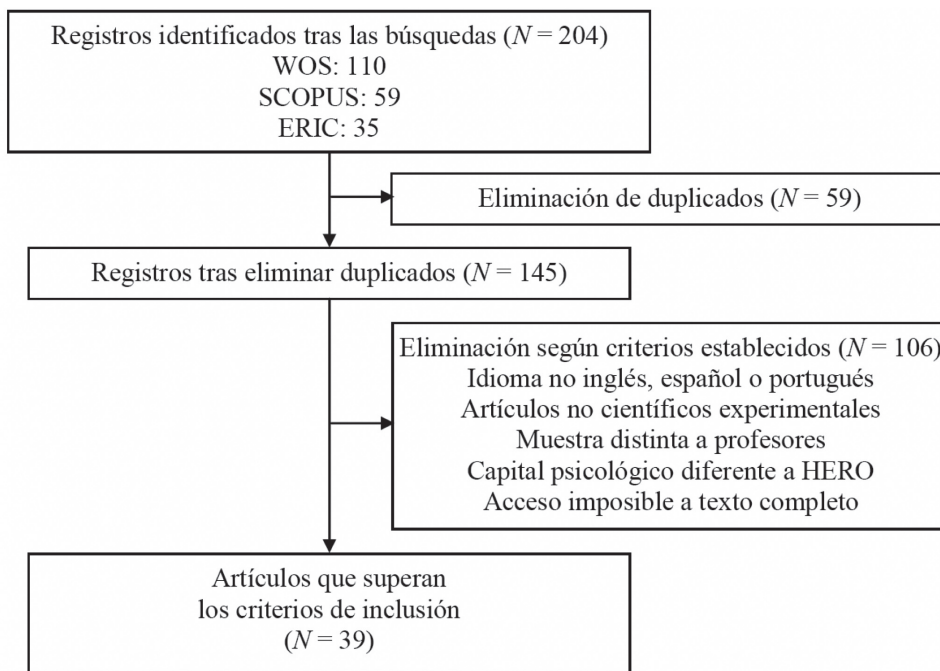 Registros identificados tras las búsquedas (N = 204)
WOS: 110
SCOPUS: 59
ERIC: 35
Eliminación de duplicados (N = 59)
Registros tras eliminar duplicados (N = 145)
Eliminación según criterios establecidos (N = 106)
Idioma no inglés, español o portugués
Artículos no científicos experimentales
Muestra distinta a profesores
Capital psicológico diferente a HERO
Acceso imposible a texto completo
Artículos que superan
los criterios de inclusión
(N = 39)